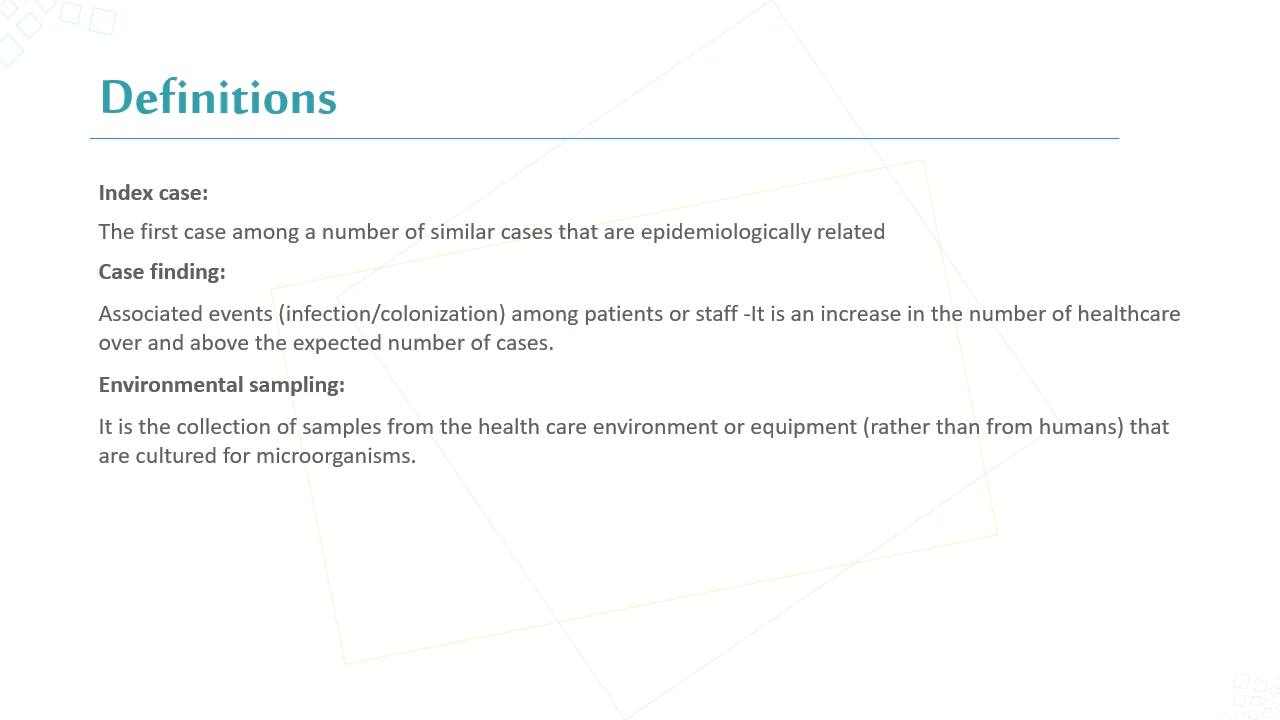 Definitions
Index case:
The first case among a number of similar cases that are epidemiologically related
Case finding:
Associated events (infection/colonization) among patients or staff -It is an increase in the number of healthcare
over and above the expected number of cases.
Environmental sampling:
It is the collection of samples from the health care environment or equipment (rather than from humans) that
are cultured for microorganisms.